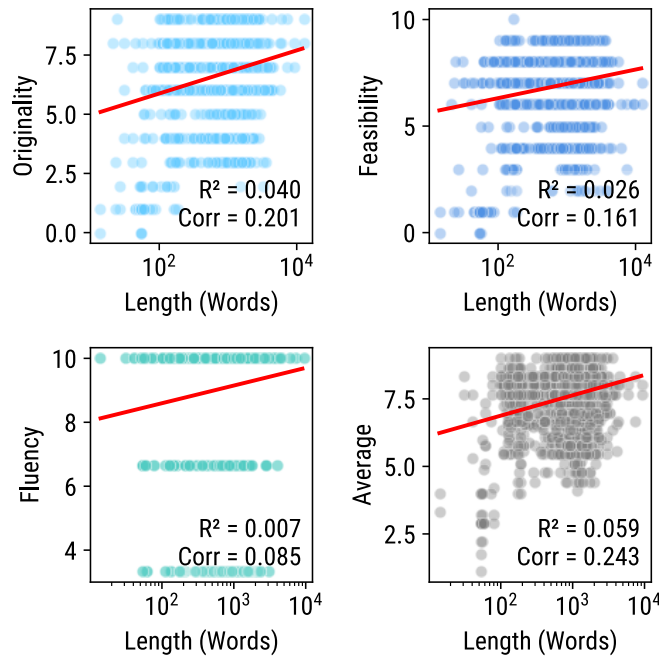 Originality
7.5
5.0
2.5
0.0
R² = 0.040
Corr = 0.201
10² 10⁴
Length (Words)
Feasibility
10
5
0
R² = 0.026
Corr = 0.161
10² 10⁴
Length (Words)
Fluency
10
8
6
4
R² = 0.007
Corr = 0.085
10² 10³ 10⁴
Length (Words)
Average
7.5
5.0
2.5
R² = 0.059
Corr = 0.243
10² 10³ 10⁴
Length (Words)